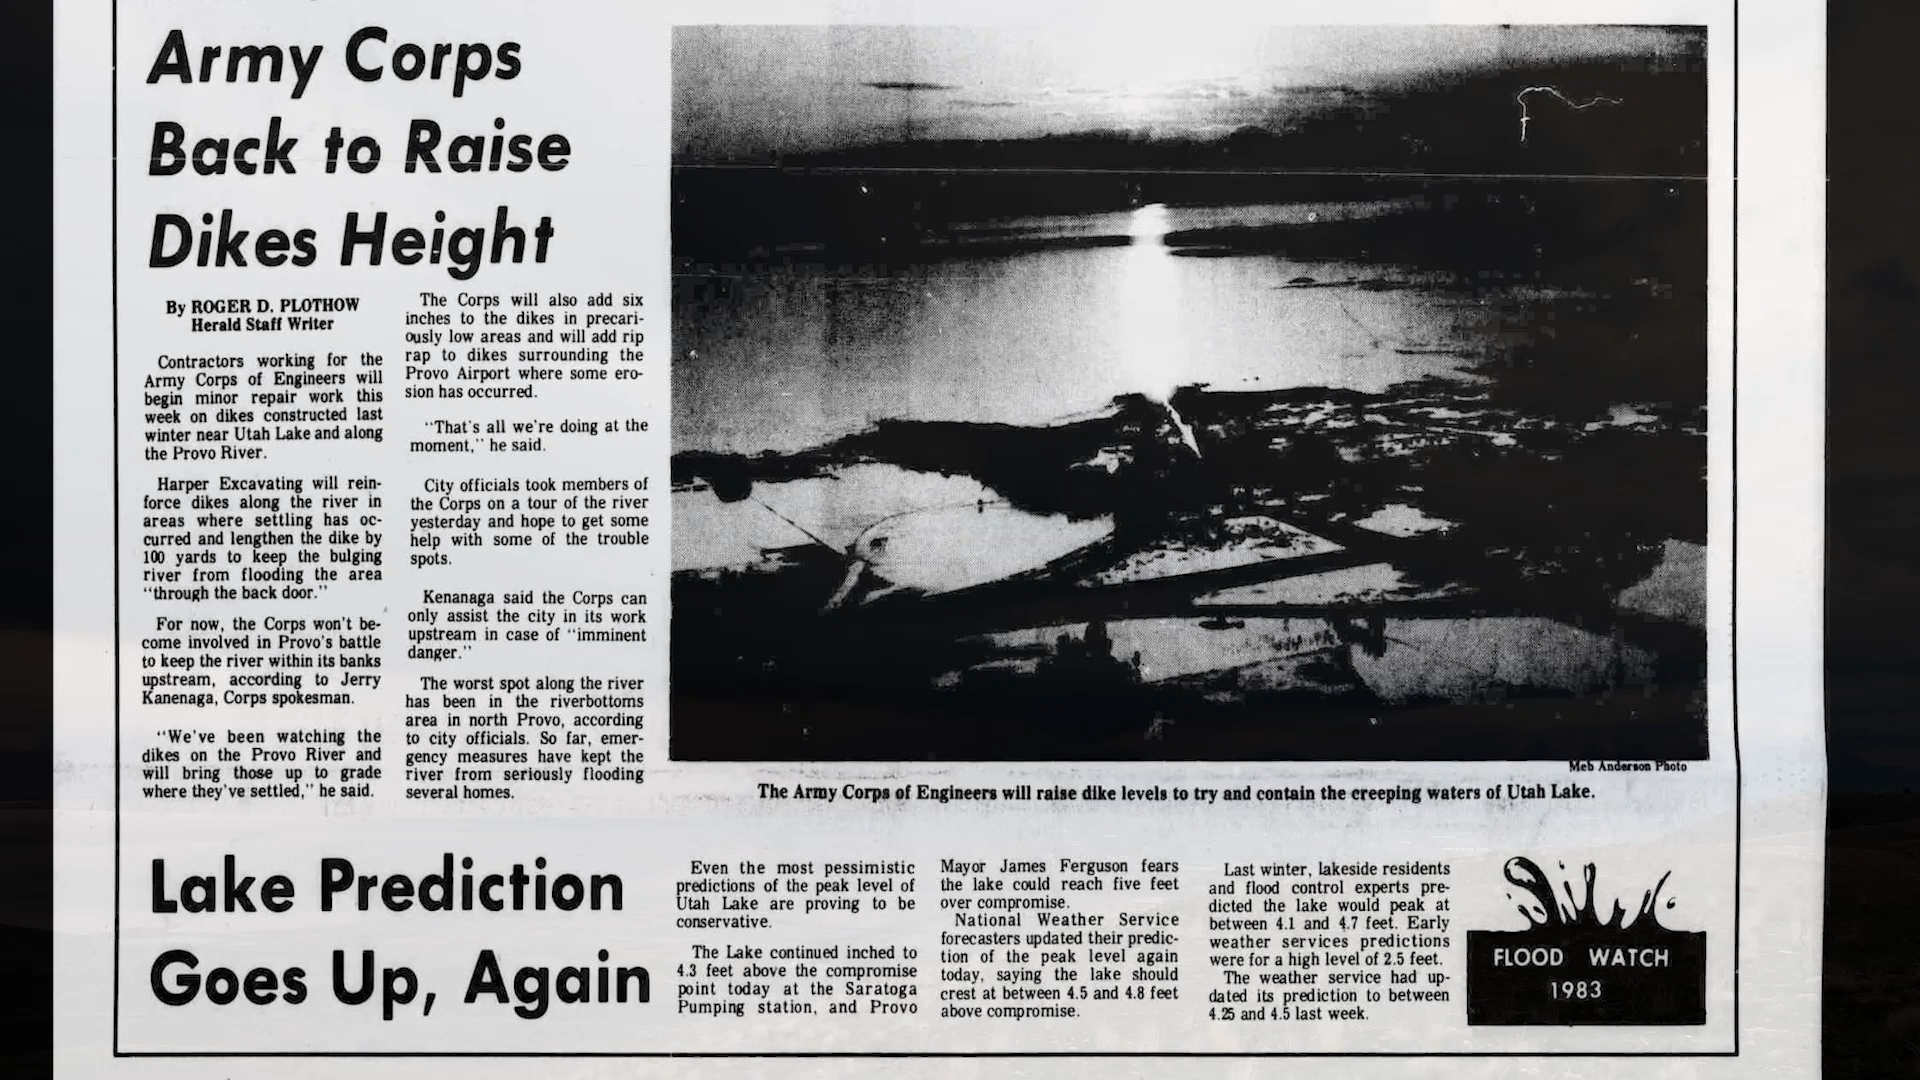 Army Corps
Back to Raise
Dikes Height
By ROGER D. PLOTHOW
Herald Staff Writer
Contractors working for the
Army Corps of Engineers will
begin minor repair work this
week on dikes constructed last
winter near Utah Lake and along
the Provo River.
Harper Excavating will rein-
force dikes along the river in
areas where settling has oc-
curred and lengthen the dike by
100 yards to keep the bulging
river from flooding the area
"through the back door."
For now, the Corps won't be-
come involved in Provo's battle
to keep the river within its banks
upstream, according to Jerry
Kanenaga, Corps spokesman.
"We've been watching the
dikes on the Provo River and
will bring those up to grade
where they've settled," he said.
The Corps will also add six
inches to the dikes in precari-
ously low areas and will add rip
rap to dikes surrounding the
Provo Airport where some ero-
sion has occurred.
"That's all we're doing at the
moment," he said.
City officials took members of
the Corps on a tour of the river
yesterday and hope to get some
help with some of the trouble
spots.
Kenanaga said the Corps can
only assist the city in its work
upstream in case of "imminent
danger."
The worst spot along the river
has been in the riverbottoms
area in north Provo, according
to city officials. So far, emer-
gency measures have kept the
river from seriously flooding
several homes.
Meb Anderson Photo
The Army Corps of Engineers will raise dike levels to try and contain the creeping waters of Utah Lake.
Lake Prediction
Goes Up, Again
Even the most pessimistic
predictions of the peak level of
Utah Lake are proving to be
conservative.
The Lake continued inched to
4.3 feet above the compromise
point today at the Saratoga
Pumping station, and Provo
Mayor James Ferguson fears
the lake could reach five feet
over compromise.
National Weather Service
forecasters updated their predic-
tion of the peak level again
today, saying the lake should
crest at between 4.5 and 4.8 feet
above compromise.
Last winter, lakeside residents
and flood control experts pre-
dicted the lake would peak at
between 4.1 and 4.7 feet. Early
weather services predictions
were for a high level of 2.5 feet.
The weather service had up-
dated its prediction to between
4.25 and 4.5 last week.
FLOOD WATCH
1983